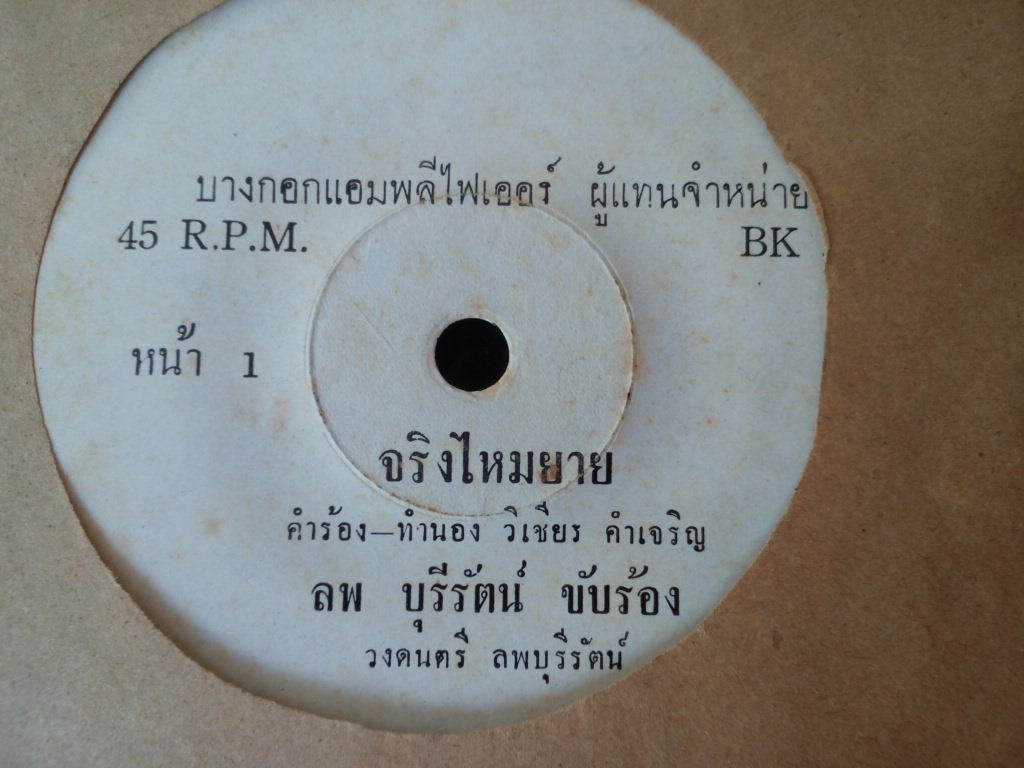 บางกอกแอมพลีไฟเออร์ ผู้แทนจำหน่าย
45 R.P.M. BK
หน้า 1
จริงไหมยาย
คำร้อง–ทำนอง วิเชียร คำเจริญ
ลพ บุรีรัตน์ ขับร้อง
วงดนตรี ลพบุรีรัตน์